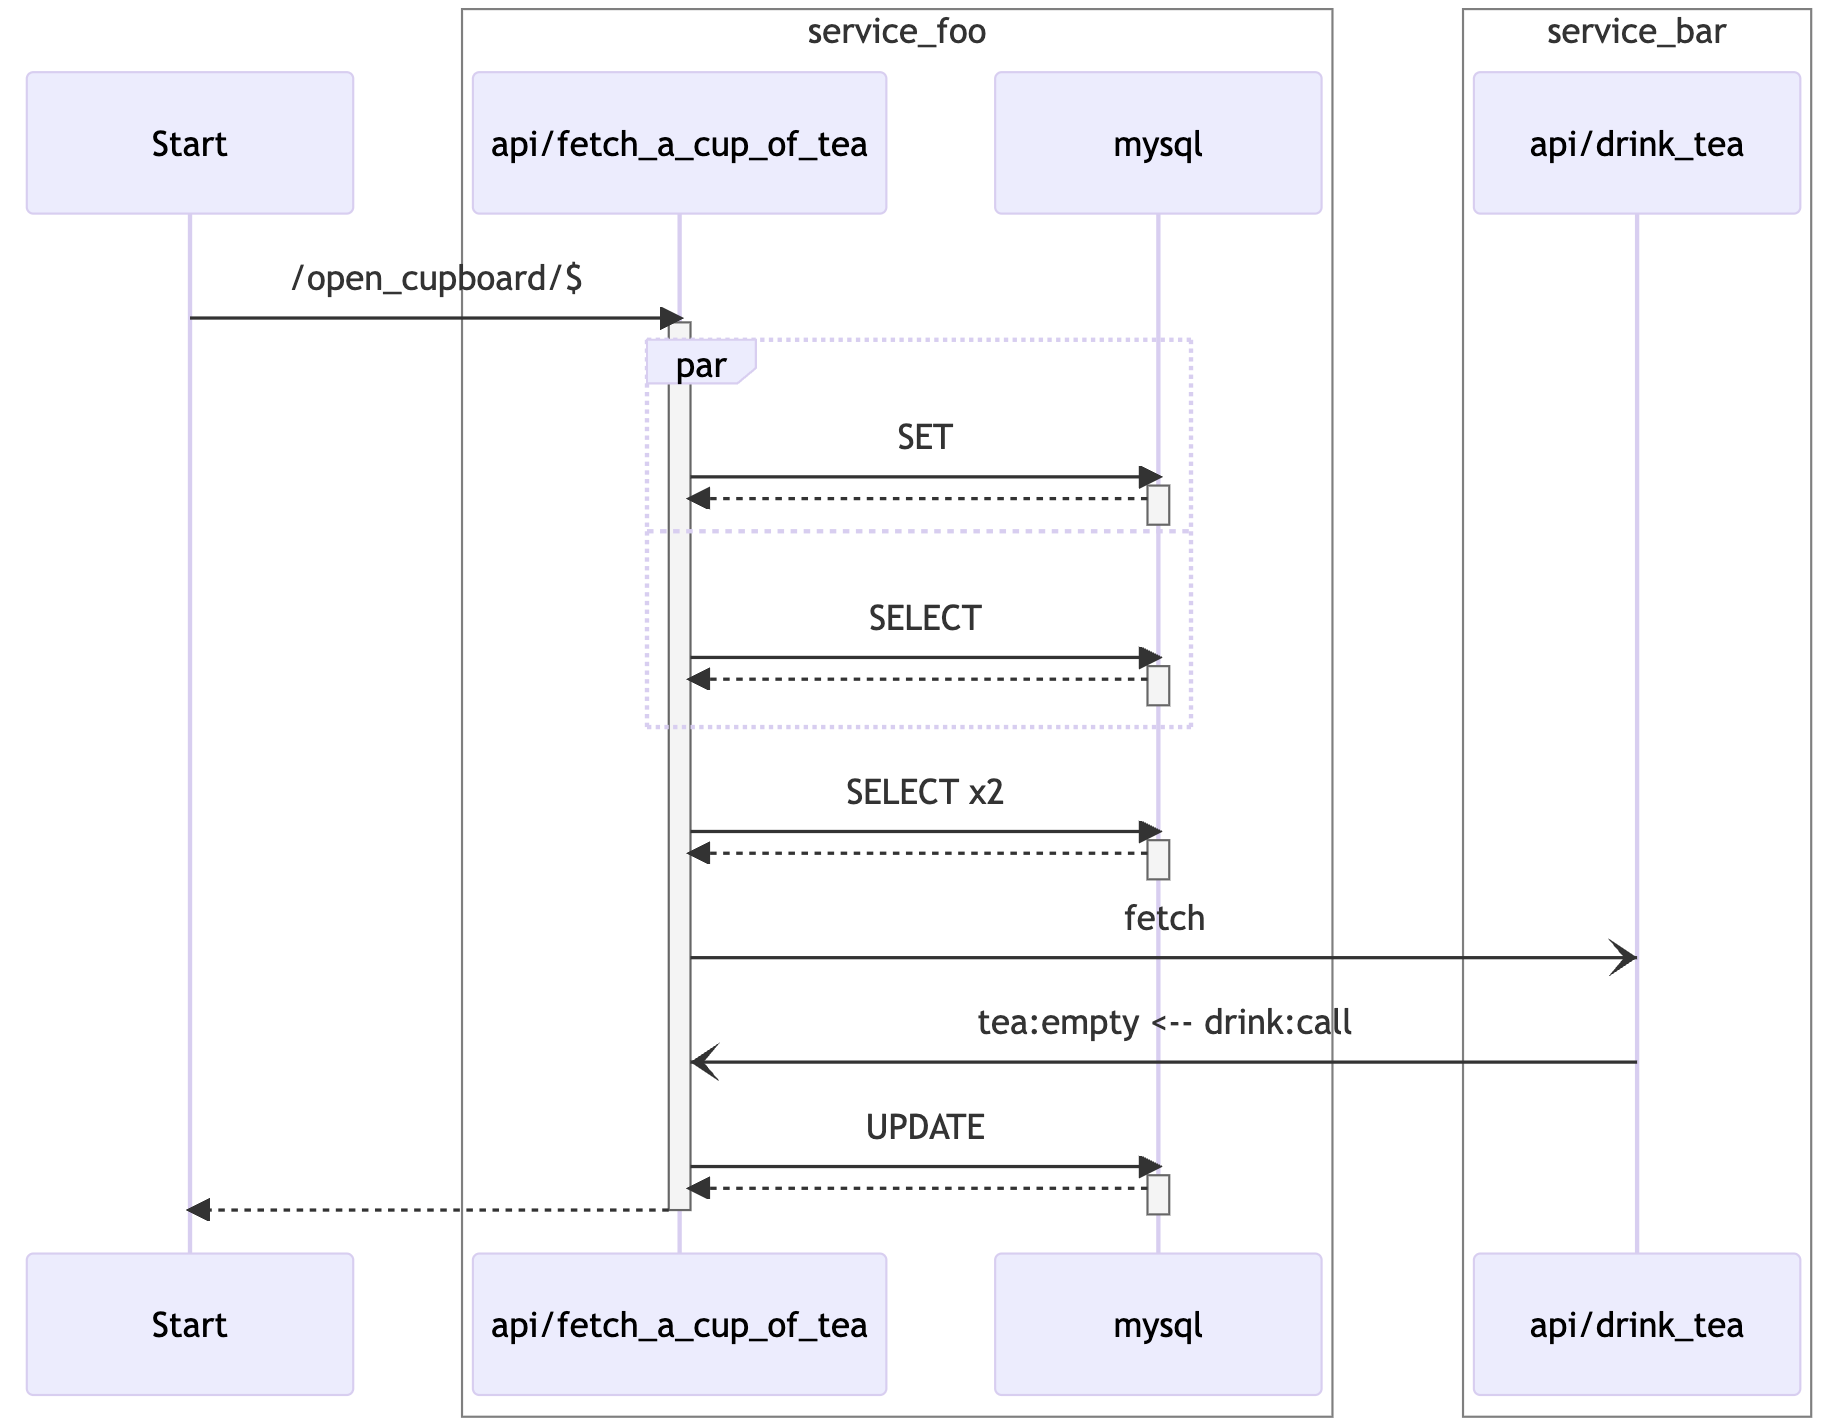 service_foo
service_bar
Start
api/fetch_a_cup_of_tea
mysql
api/drink_tea
/open_cupboard/$
par
SET
SELECT
SELECT x2
fetch
tea:empty <-- drink:call
UPDATE
Start
api/fetch_a_cup_of_tea
mysql
api/drink_tea